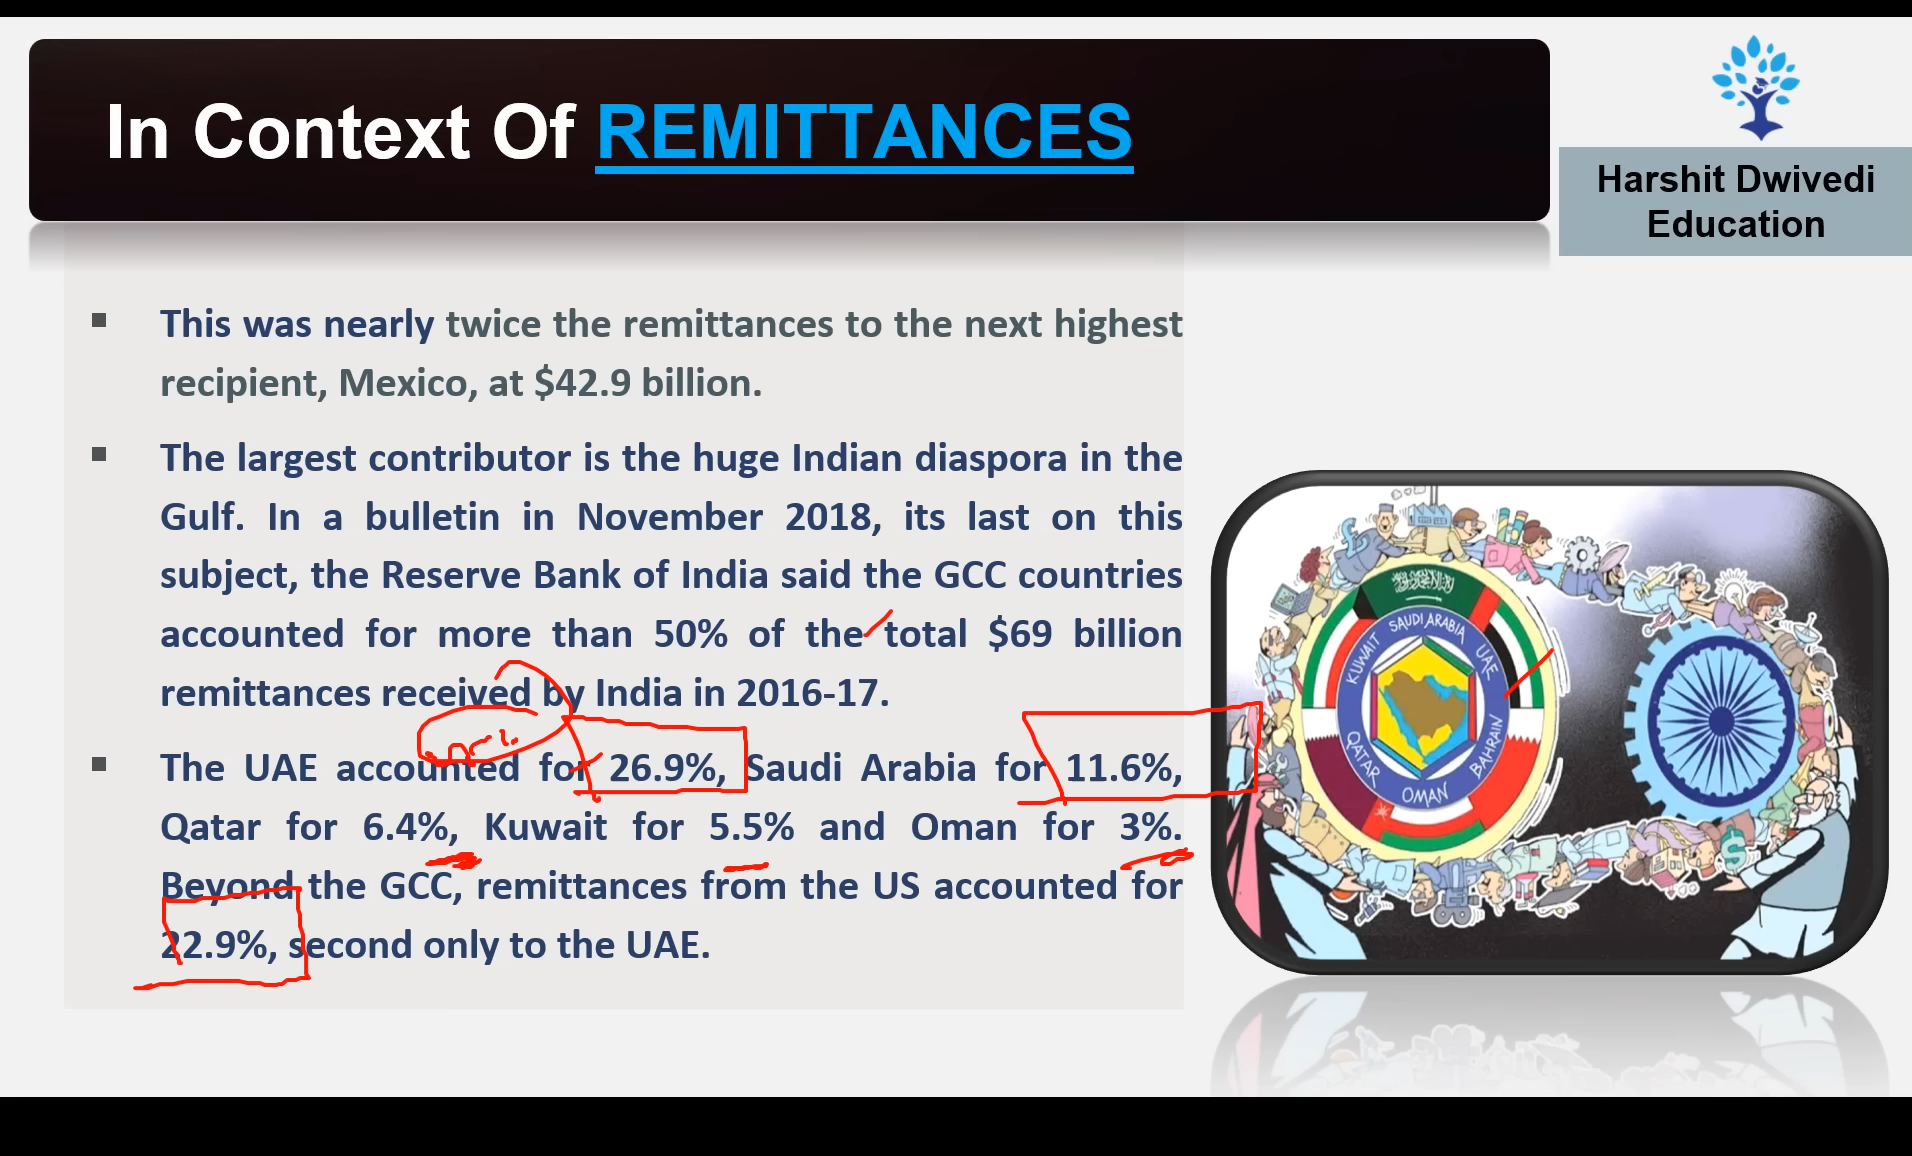 In Context Of REMITTANCES
Harshit Dwivedi
Education
This was nearly twice the remittances to the next highest
recipient, Mexico, at $42.9 billion.
The largest contributor is the huge Indian diaspora in the
Gulf. In a bulletin in November 2018, its last on this
subject, the Reserve Bank of India said the GCC countries
accounted for more than 50% of the total $69 billion
remittances received by India in 2016-17.
The UAE accounted for 26.9%, Saudi Arabia for 11.6%,
Qatar for 6.4%, Kuwait for 5.5% and Oman for 3%.
Beyond the GCC, remittances from the US accounted for
22.9%, second only to the UAE.
KUWAIT
SAUDI ARABIA
UAE
BAHRAIN
OMAN
QATAR